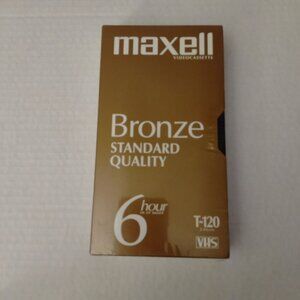 maxell
VIDEOCASSETTE
Bronze
STANDARD
QUALITY
6 hour
T-120
VHS